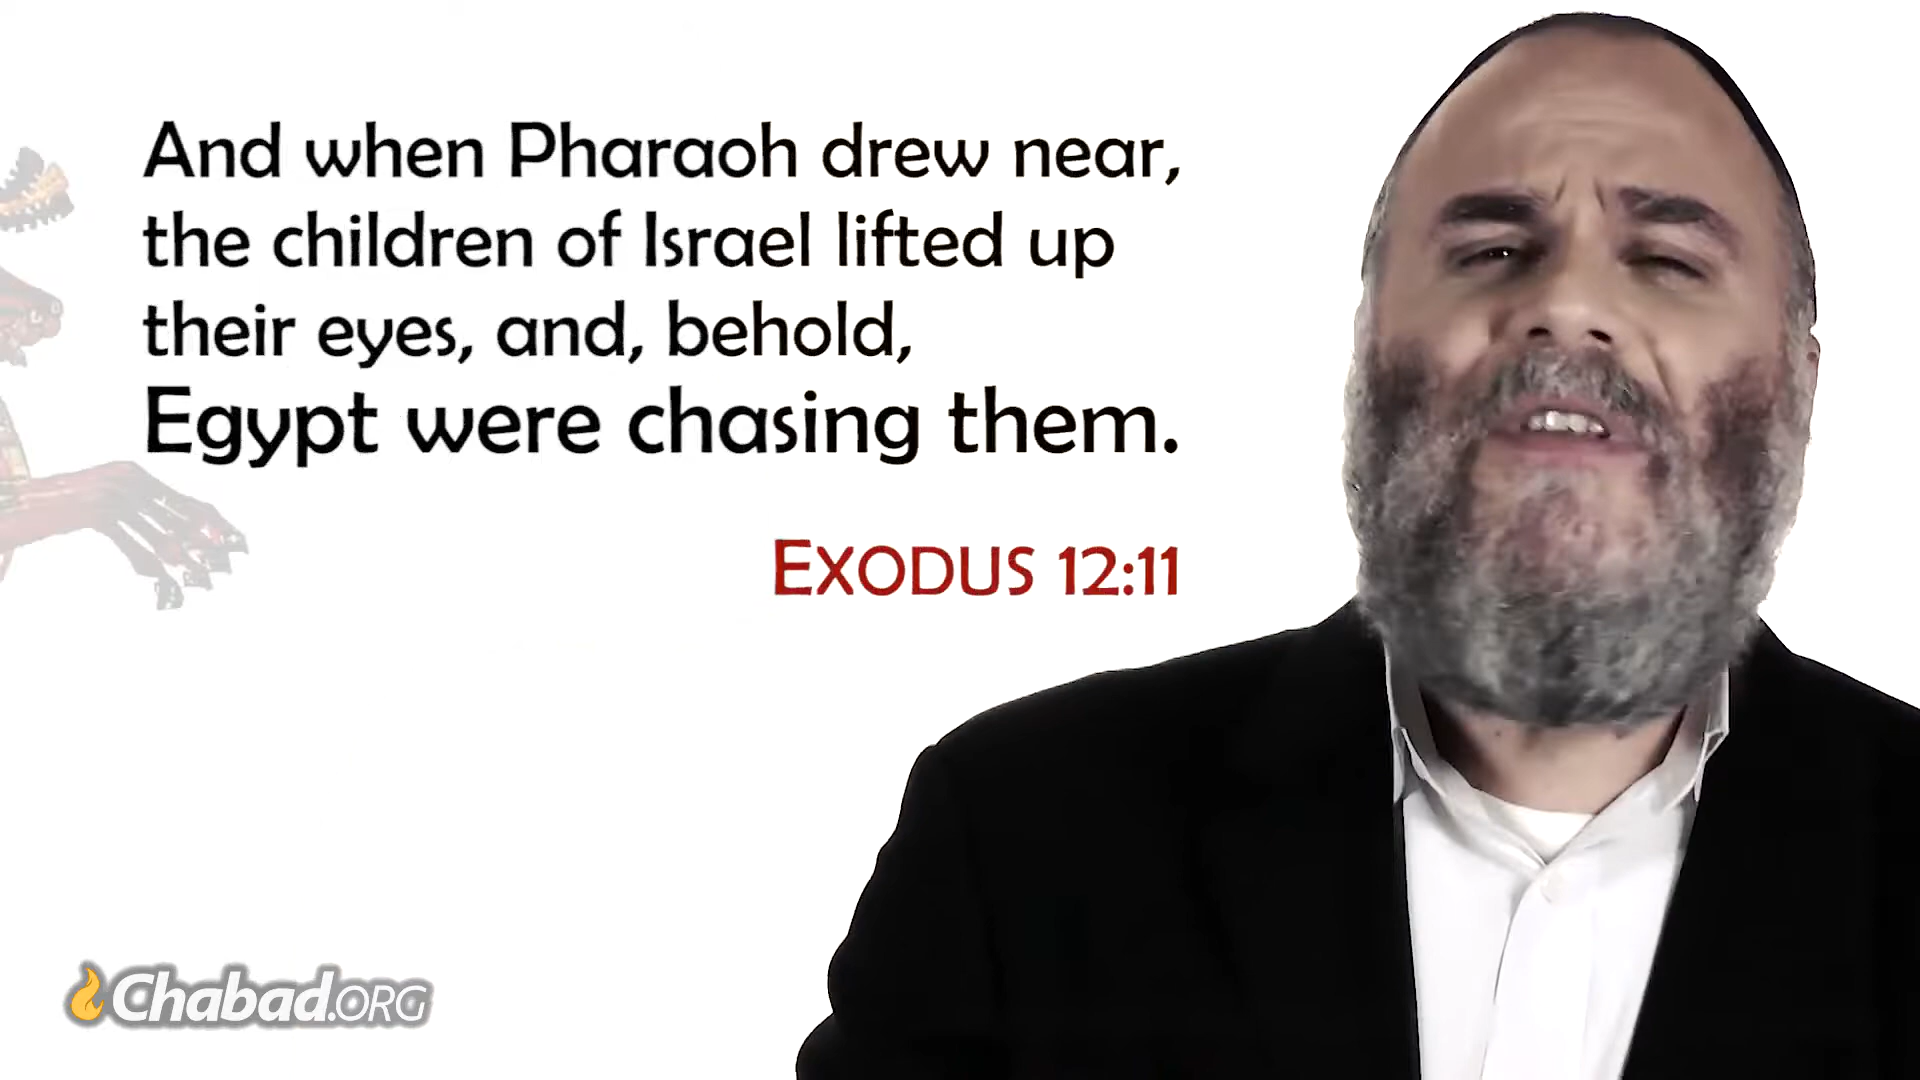 And when Pharaoh drew near,
the children of Israel lifted up
their eyes, and, behold,
Egypt were chasing them.
EXODUS 12:11
Chabad.ORG